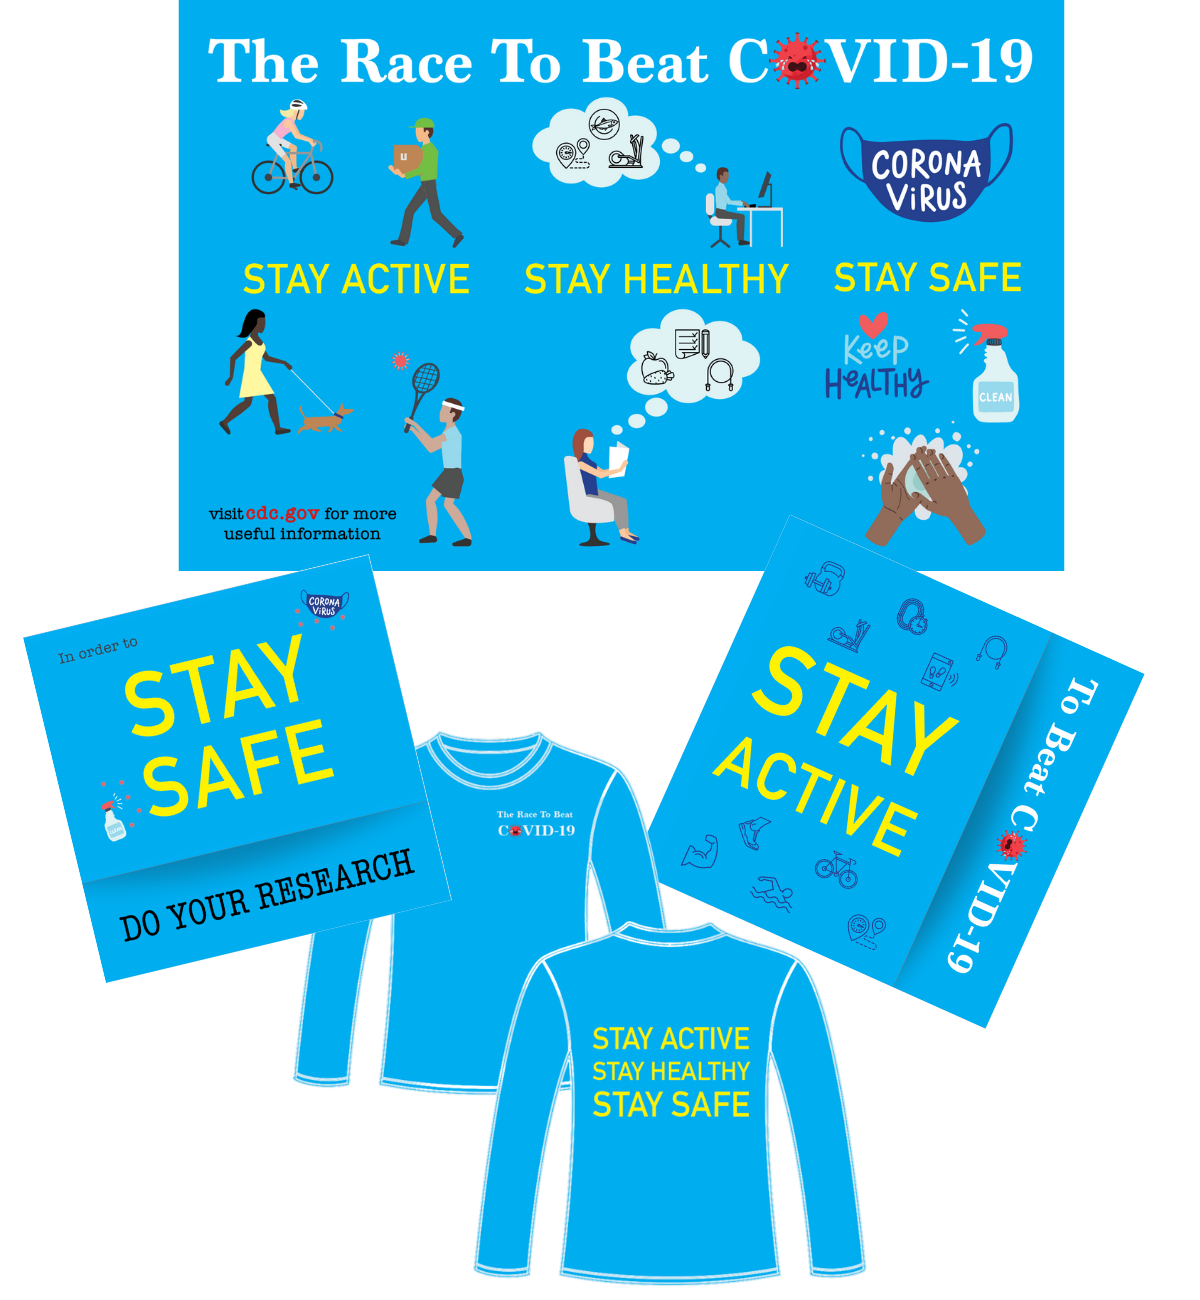 The Race To Beat COVID-19
U
CORONA
ViRUS
STAY ACTIVE
STAY HEALTHY
STAY SAFE
Keep
HeALTHy
CLEAN
visit cdc.gov for more
useful information
In order to
CORONA
ViRUS
STAY
SAFE
CLEAN
DO YOUR RESEARCH
STAY
ACTIVE
To Beat COVID-19
The Race To Beat
COVID-19
STAY ACTIVE
STAY HEALTHY
STAY SAFE